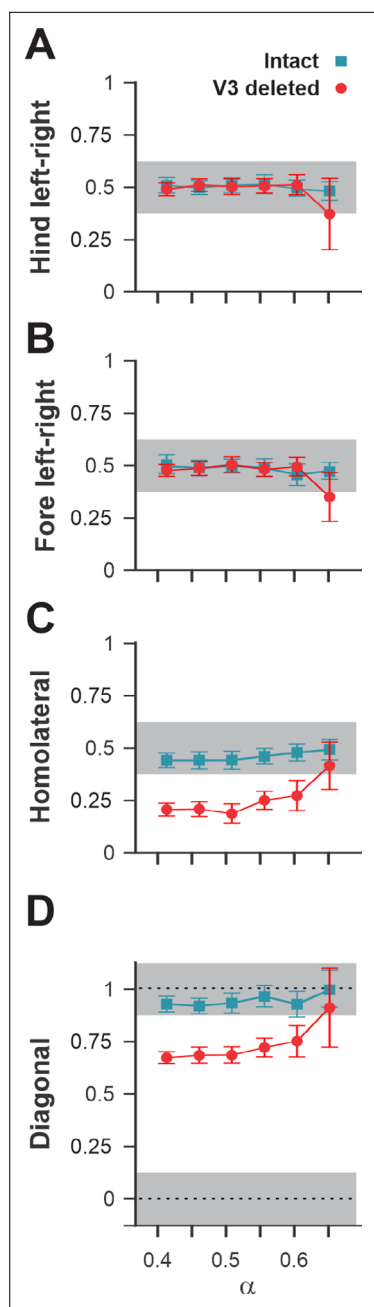 A
Intact
V3 deleted
Hind left-right
1
0.75
0.5
0.25
0
B
Fore left-right
1
0.75
0.5
0.25
0
C
Homolateral
1
0.75
0.5
0.25
0
D
Diagonal
1
0.75
0.5
0.25
0
0.4 0.5 0.6
α